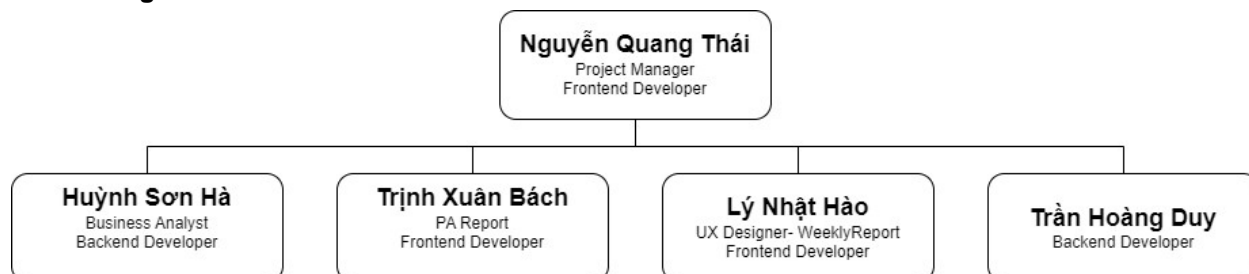 Nguyễn Quang Thái
Project Manager
Frontend Developer
Huỳnh Sơn Hà
Business Analyst
Backend Developer
Trịnh Xuân Bách
PA Report
Frontend Developer
Lý Nhật Hào
UX Designer- WeeklyReport
Frontend Developer
Trần Hoàng Duy
Backend Developer